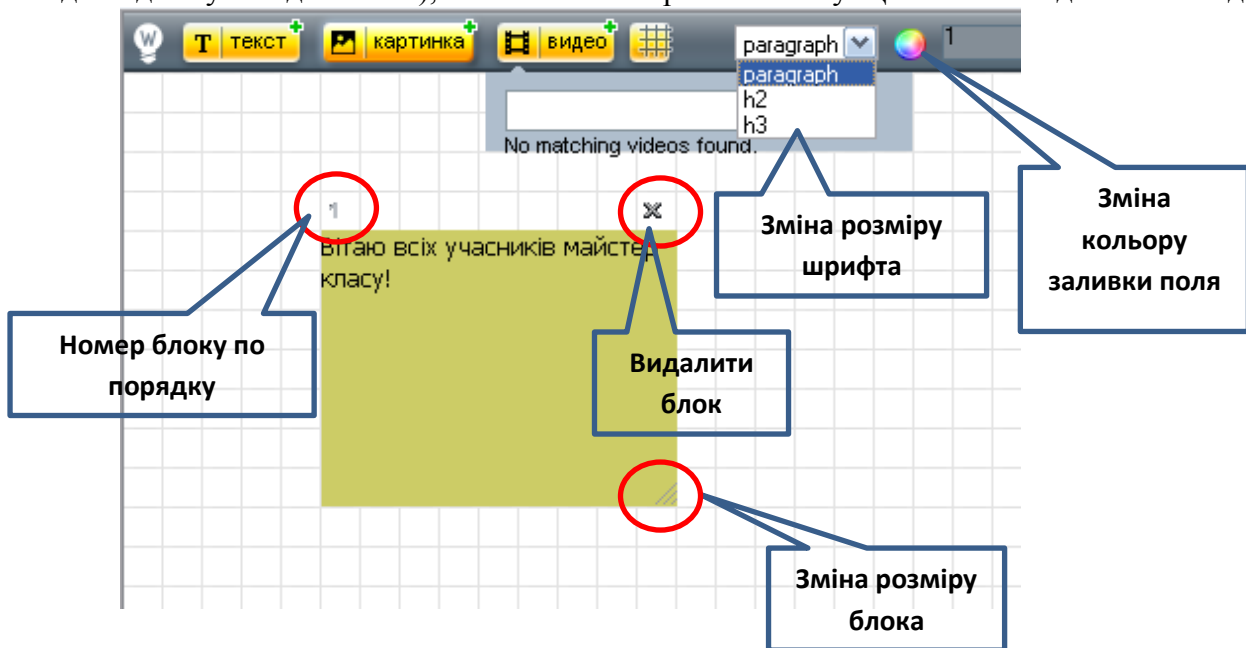 W
T текст
картинка
видео
paragraph
1
paragraph
h2
h3
No matching videos found.
1
x
Вітаю всіх учасників майстер
класу!
Зміна розміру
шрифта
Зміна
кольору
заливки поля
Номер блоку по
порядку
Видалити
блок
Зміна розміру
блока